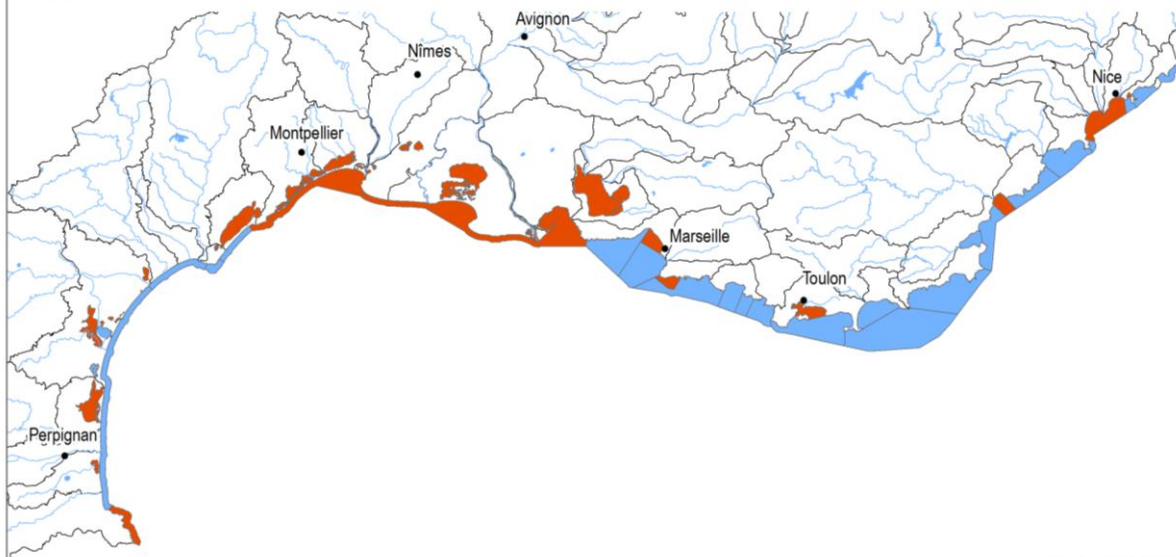 Avignon
Nîmes
Nice
Montpellier
Marseille
Toulon
Perpignan